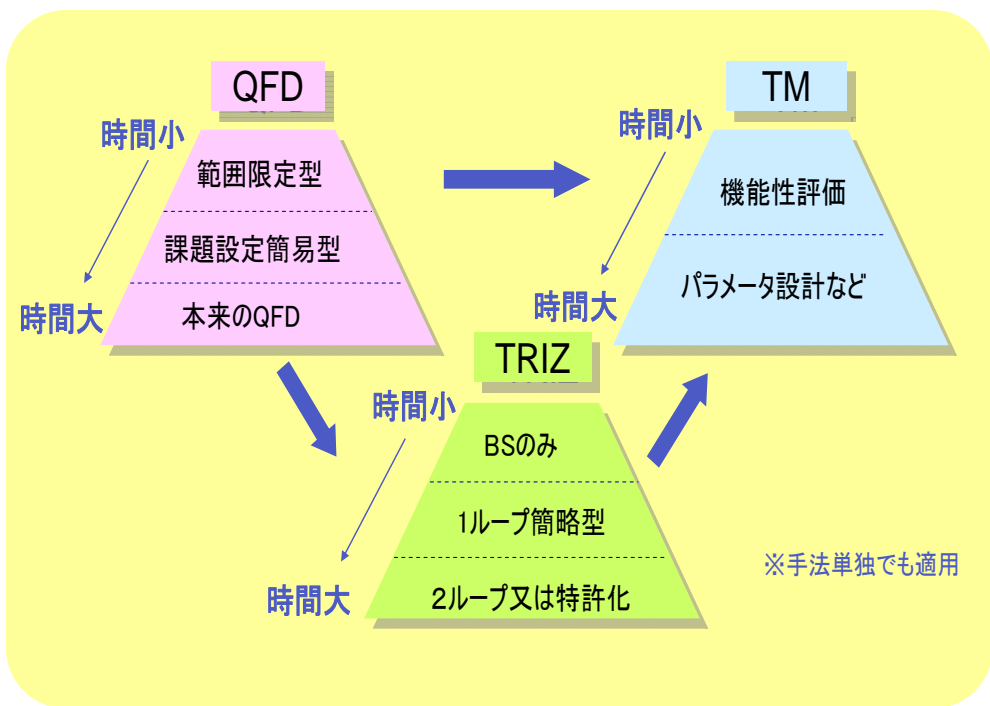 QFD
時間小
範囲限定型
課題設定簡易型
本来のQFD
時間大
TM
時間小
機能性評価
パラメータ設計など
時間大
TRIZ
時間小
BSのみ
1ループ簡略型
２ループ又は特許化
時間大
※手法単独でも適用